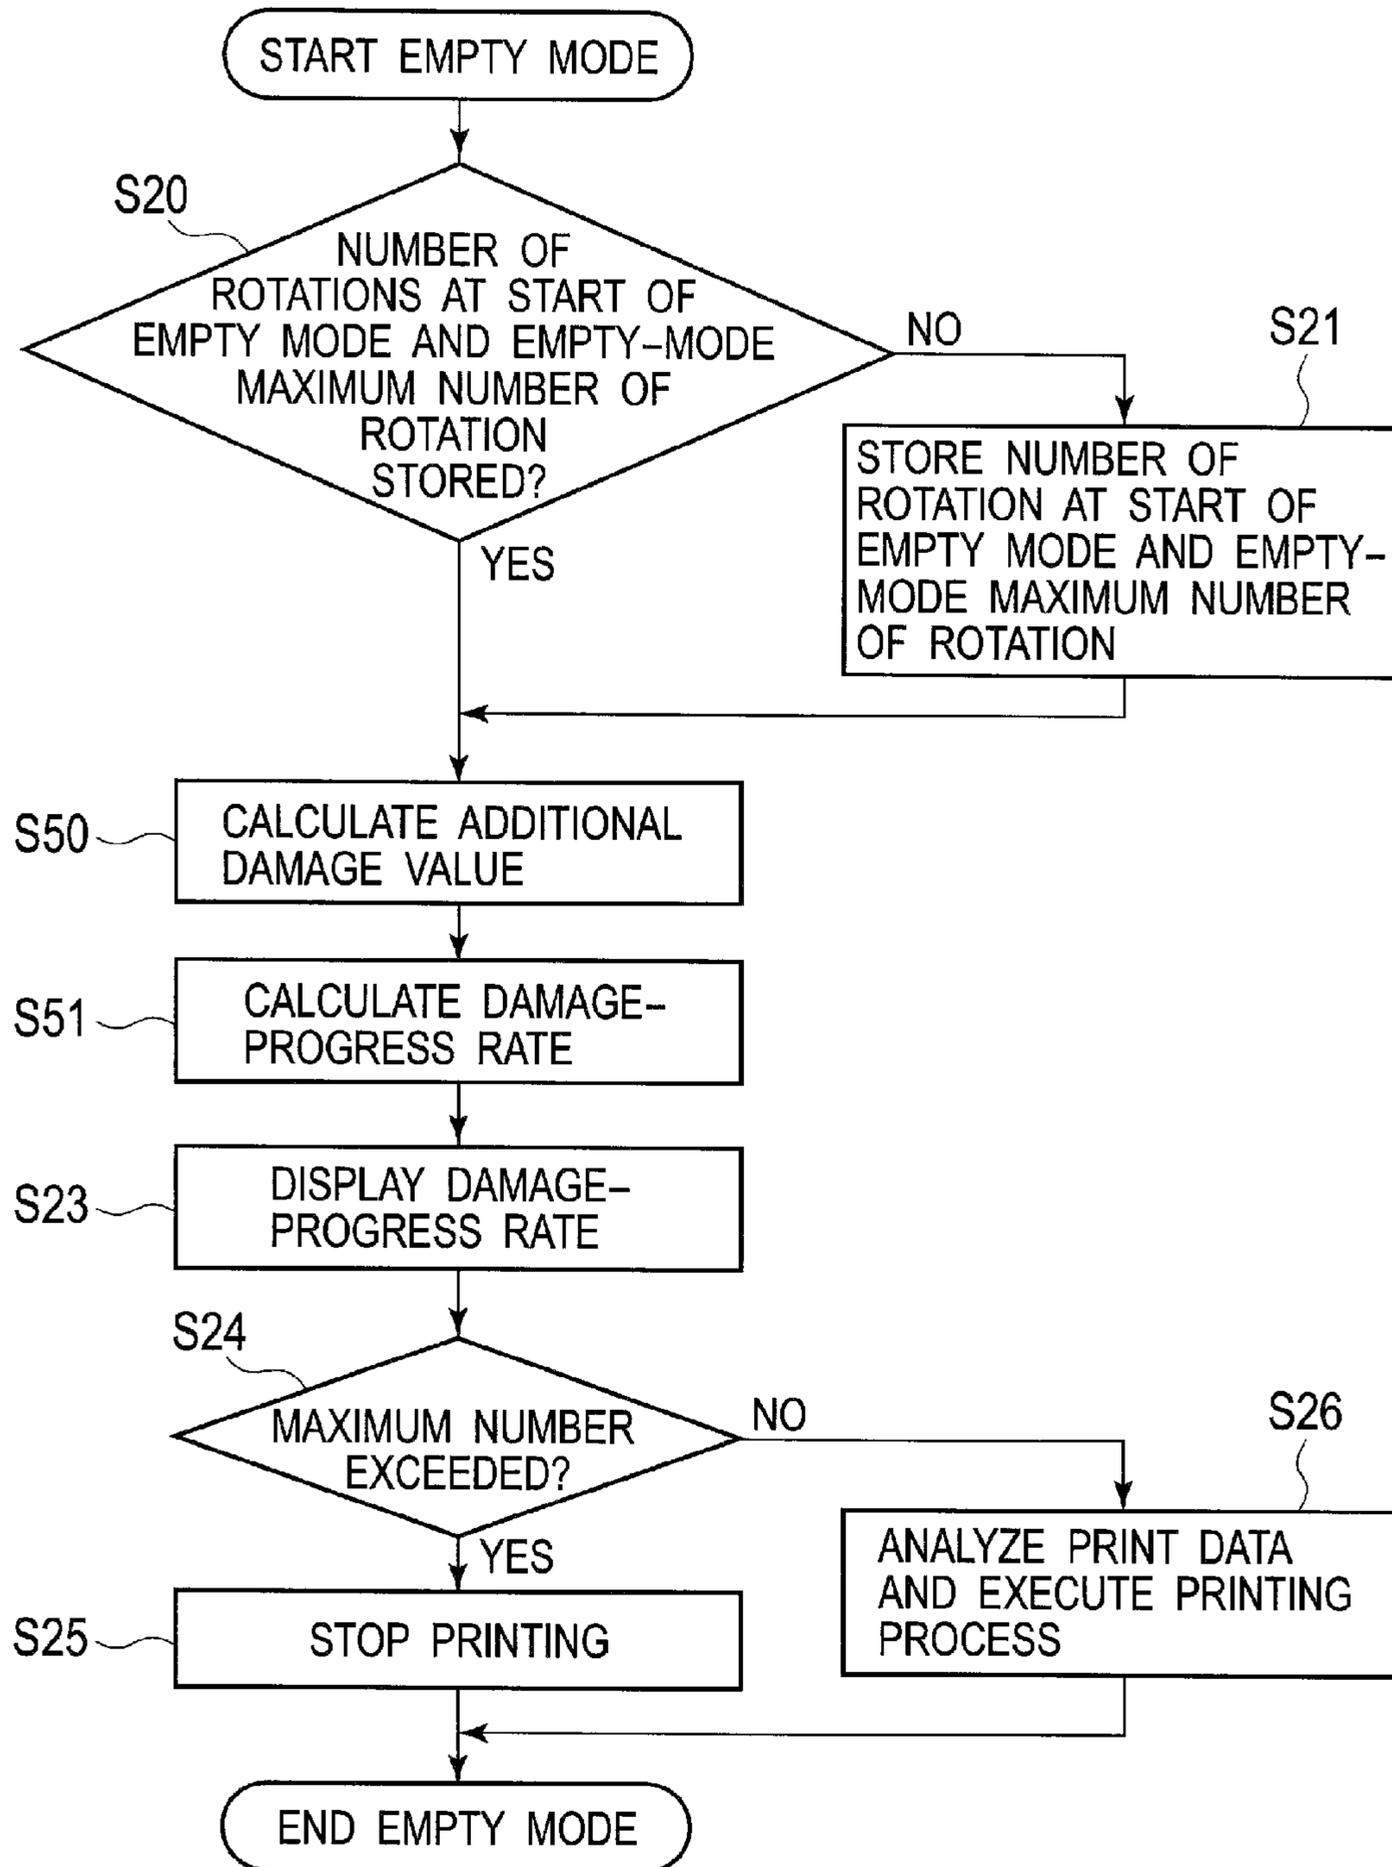 START EMPTY MODE
S20
NUMBER OF
ROTATIONS AT START OF
EMPTY MODE AND EMPTY-MODE
MAXIMUM NUMBER OF
ROTATION
STORED?
NO
S21
STORE NUMBER OF
ROTATION AT START OF
EMPTY MODE AND EMPTY-
MODE MAXIMUM NUMBER
OF ROTATION
YES
S50
CALCULATE ADDITIONAL
DAMAGE VALUE
S51
CALCULATE DAMAGE-
PROGRESS RATE
S23
DISPLAY DAMAGE-
PROGRESS RATE
S24
MAXIMUM NUMBER
EXCEEDED?
NO
S26
ANALYZE PRINT DATA
AND EXECUTE PRINTING
PROCESS
YES
S25
STOP PRINTING
END EMPTY MODE